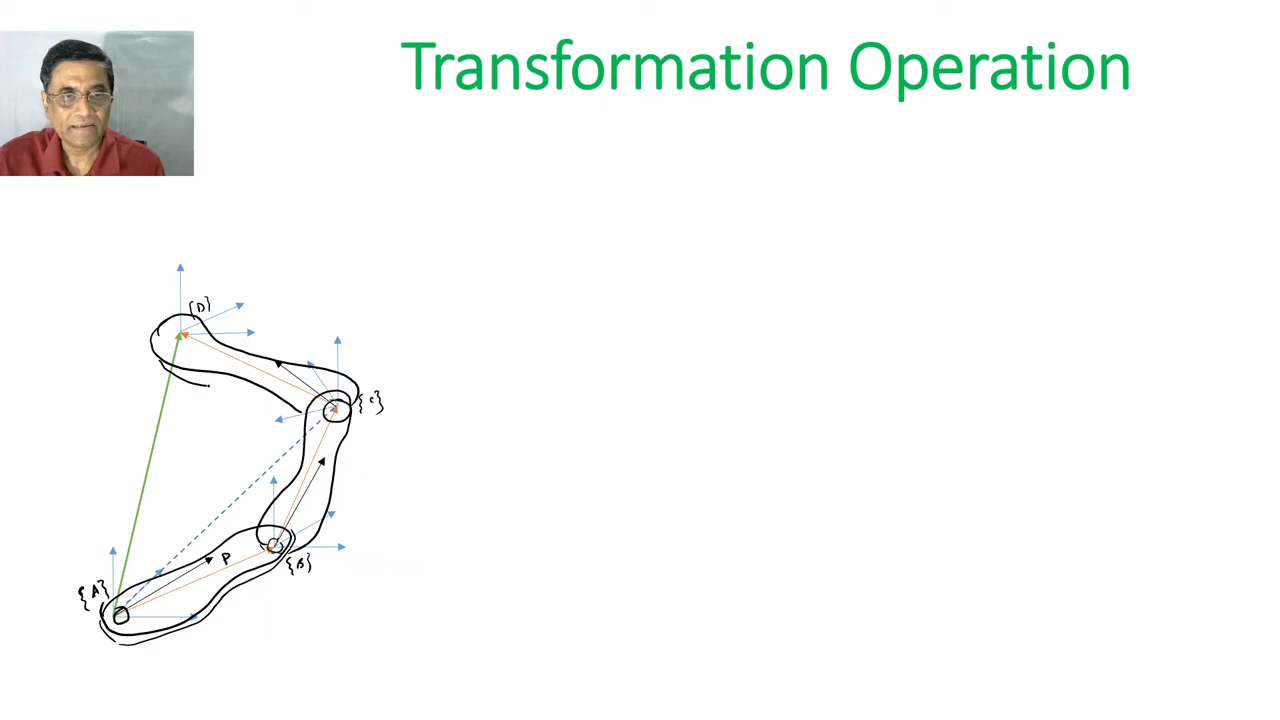 Transformation Operation
{D}
{C}
P
{B}
{A}